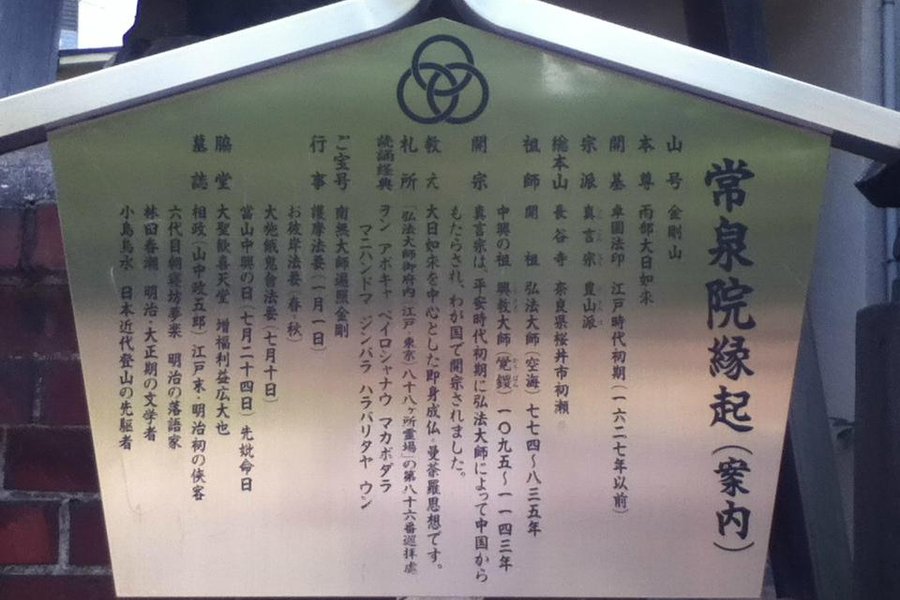 常泉院縁起(案内)
山号 金剛山
本尊 両部大日如来
開基 卓圓法印 江戸時代初期(一六二七年以前)
宗派 真言宗 豊山派
総本山 長谷寺 奈良県桜井市初瀬
祖師 開祖 弘法大師(空海)七七四〜八三五年
中興の祖 興教大師(覚鑁)一〇九五〜一一四三年
開宗 真言宗は、平安時代初期に弘法大師によって中国から
もたらされ、わが国で開宗されました。
教え 大日如来を中心とした即身成仏・曼荼羅思想です。
札所 「弘法大師御府内(江戸・東京)八十八ヶ所霊場」の第八十六番巡拝處
読誦経典 ヲン アボキャ ベイロシャナウ マカボダラ
マニハンドマ ジンバラ ハラバリタヤ ウン
ご宝号 南無大師遍照金剛
行事 護摩法要(一月一日)
お彼岸法要(春・秋)
大施餓鬼會法要(七月十日)
當山中興の日(七月二十四日)先妣命日
脇堂 大聖歓喜天堂 増福利益広大也
墓誌 相政(山中政五郎)江戸末・明治初の侠客
六代目朝寝坊夢楽 明治の落語家
林田春潮 明治・大正期の文学者
小島烏水 日本近代登山の先駆者